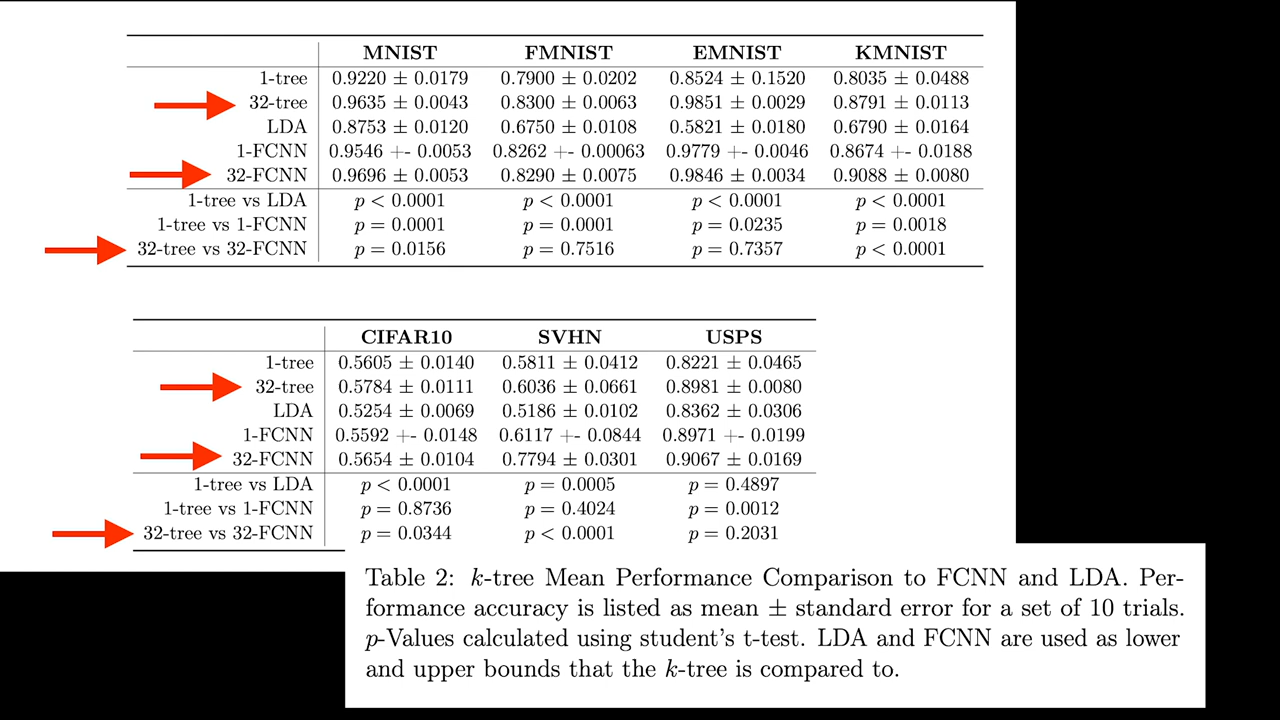 MNIST FMNIST EMNIST KMNIST
1-tree 0.9220 ± 0.0179 0.7900 ± 0.0202 0.8524 ± 0.1520 0.8035 ± 0.0488
32-tree 0.9635 ± 0.0043 0.8300 ± 0.0063 0.9851 ± 0.0029 0.8791 ± 0.0113
LDA 0.8753 ± 0.0120 0.6750 ± 0.0108 0.5821 ± 0.0180 0.6790 ± 0.0164
1-FCNN 0.9546 +- 0.0053 0.8262 +- 0.00063 0.9779 +- 0.0046 0.8674 +- 0.0188
32-FCNN 0.9696 ± 0.0053 0.8290 ± 0.0075 0.9846 ± 0.0034 0.9088 ± 0.0080
1-tree vs LDA p < 0.0001 p < 0.0001 p < 0.0001 p < 0.0001
1-tree vs 1-FCNN p = 0.0001 p = 0.0001 p = 0.0235 p = 0.0018
32-tree vs 32-FCNN p = 0.0156 p = 0.7516 p = 0.7357 p < 0.0001
CIFAR10 SVHN USPS
1-tree 0.5605 ± 0.0140 0.5811 ± 0.0412 0.8221 ± 0.0465
32-tree 0.5784 ± 0.0111 0.6036 ± 0.0661 0.8981 ± 0.0080
LDA 0.5254 ± 0.0069 0.5186 ± 0.0102 0.8362 ± 0.0306
1-FCNN 0.5592 +- 0.0148 0.6117 +- 0.0844 0.8971 +- 0.0199
32-FCNN 0.5654 ± 0.0104 0.7794 ± 0.0301 0.9067 ± 0.0169
1-tree vs LDA p < 0.0001 p = 0.0005 p = 0.4897
1-tree vs 1-FCNN p = 0.8736 p = 0.4024 p = 0.0012
32-tree vs 32-FCNN p = 0.0344 p < 0.0001 p = 0.2031
Table 2: k-tree Mean Performance Comparison to FCNN and LDA. Per-
formance accuracy is listed as mean ± standard error for a set of 10 trials.
p-Values calculated using student's t-test. LDA and FCNN are used as lower
and upper bounds that the k-tree is compared to.